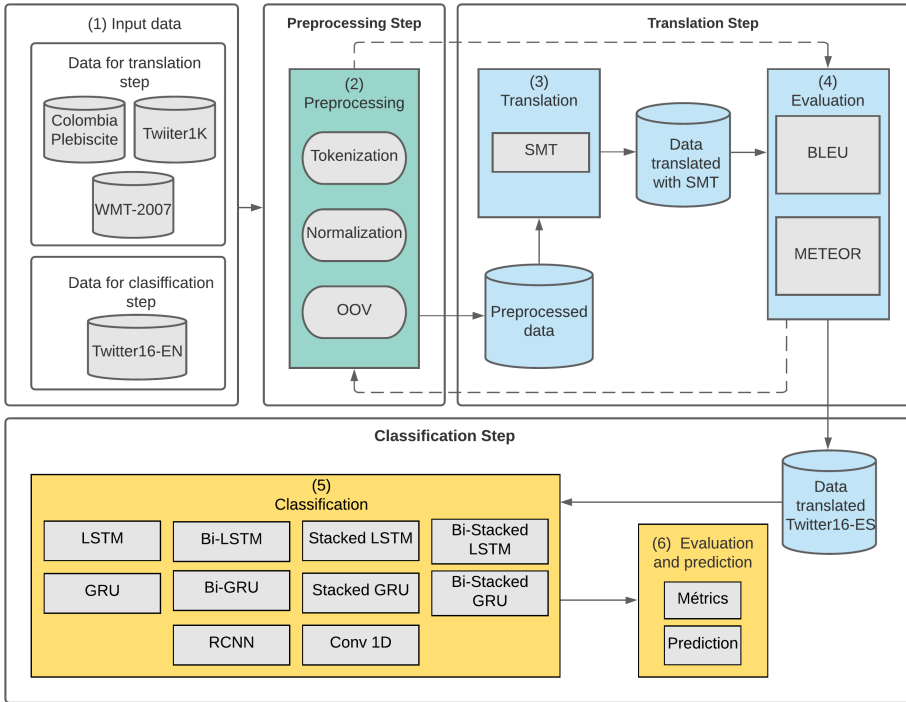 (1) Input data
Data for translation
step
Colombia
Plebiscite
Twiiter1K
WMT-2007
Data for clasiffication
step
Twitter16-EN
Preprocessing Step
(2)
Preprocessing
Tokenization
Normalization
OOV
Translation Step
(3)
Translation
SMT
Data
translated
with SMT
Preprocessed
data
(4)
Evaluation
BLEU
METEOR
Classification Step
Data
translated
Twitter16-ES
(5)
Classification
LSTM
Bi-LSTM
Stacked LSTM
Bi-Stacked
LSTM
GRU
Bi-GRU
Stacked GRU
Bi-Stacked
GRU
RCNN
Conv 1D
(6) Evaluation
and prediction
Métrics
Prediction